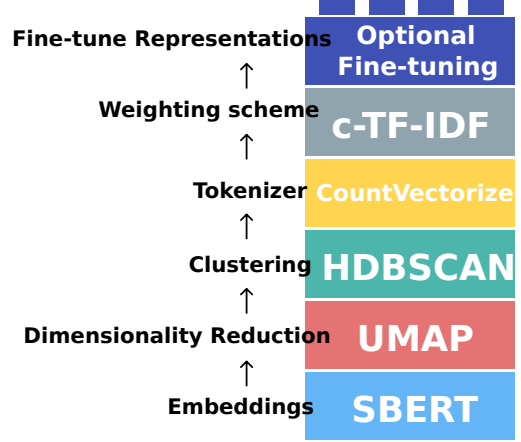 Fine-tune Representations
Optional
Fine-tuning
Weighting scheme
c-TF-IDF
Tokenizer
CountVectorize
Clustering
HDBSCAN
Dimensionality Reduction
UMAP
Embeddings
SBERT